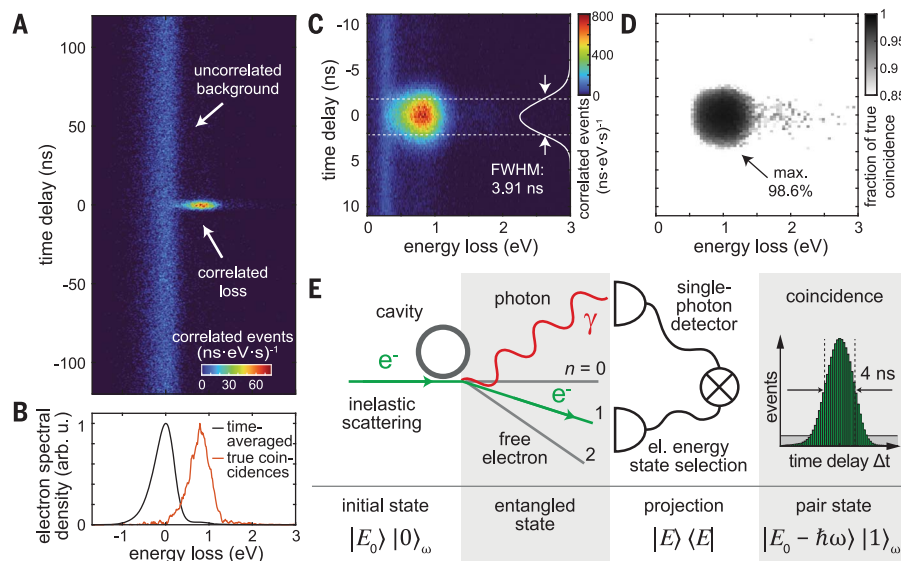 A
time delay (ns)
100
50
0
-50
-100
uncorrelated
background
correlated
loss
correlated events
(ns·eV·s)⁻¹
0 20 40 60
B
electron spectral
density (arb. u.)
1
0
time-
averaged
true coin-
cidences
-1 0 1 2 3
energy loss (eV)
C
time delay (ns)
-10
-5
0
5
10
FWHM:
3.91 ns
0 1 2 3
energy loss (eV)
800
400
0
correlated events
(ns·eV·s)⁻¹
D
max.
98.6%
0 1 2 3
energy loss (eV)
1
0.95
0.9
0.85
fraction of true
coincidence
E
cavity
photon
single-
photon
detector
coincidence
γ
e⁻
n = 0
e⁻
1
2
inelastic
scattering
free
electron
el. energy
state selection
events
4 ns
time delay Δt
initial state
entangled
state
projection
pair state
|E₀⟩ |0⟩ω
|E⟩ ⟨E|
|E₀ − ħω⟩ |1⟩ω